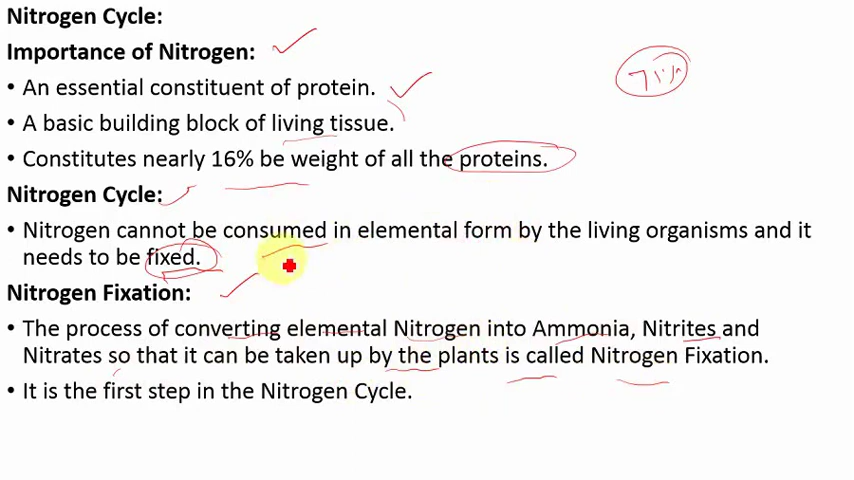 Nitrogen Cycle:
Importance of Nitrogen:
• An essential constituent of protein.
• A basic building block of living tissue.
• Constitutes nearly 16% be weight of all the proteins.
Nitrogen Cycle:
• Nitrogen cannot be consumed in elemental form by the living organisms and it
needs to be fixed.
Nitrogen Fixation:
• The process of converting elemental Nitrogen into Ammonia, Nitrites and
Nitrates so that it can be taken up by the plants is called Nitrogen Fixation.
• It is the first step in the Nitrogen Cycle.